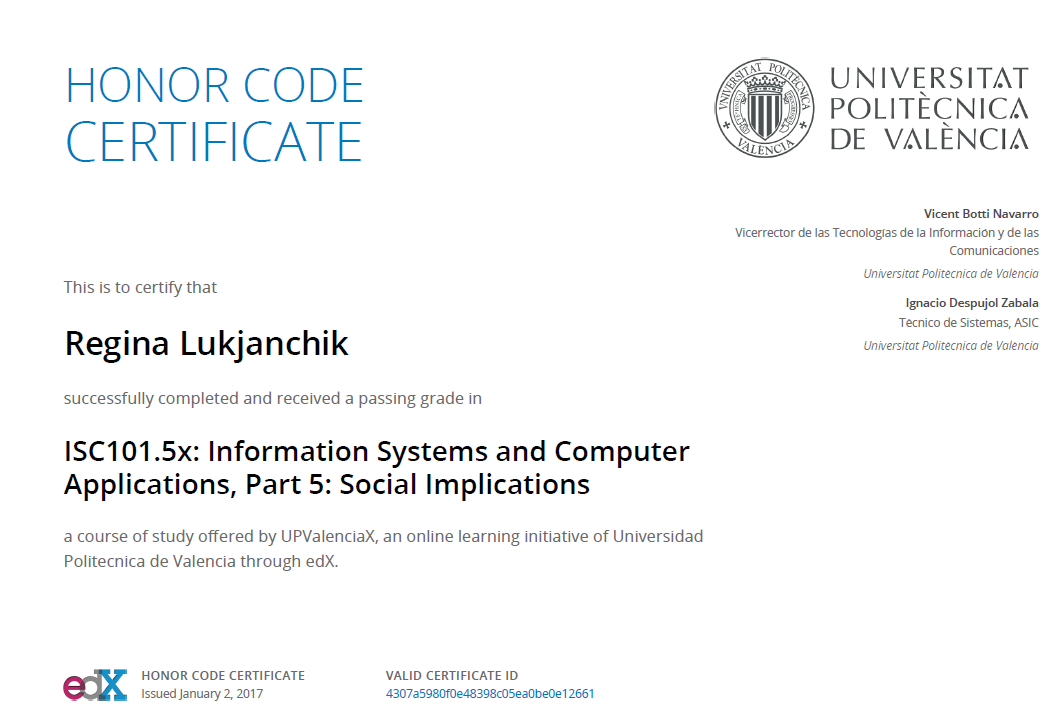 HONOR CODE
CERTIFICATE
UNIVERSITAT POLITÈCNICA
VALÈNCIA
UNIVERSITAT
POLITÈCNICA
DE VALÈNCIA
Vicent Botti Navarro
Vicerrector de las Tecnologías de la Información y de las
Comunicaciones
Universitat Politecnica de Valencia
Ignacio Despujol Zabala
Técnico de Sistemas, ASIC
Universitat Politecnica de Valencia
This is to certify that
Regina Lukjanchik
successfully completed and received a passing grade in
ISC101.5x: Information Systems and Computer
Applications, Part 5: Social Implications
a course of study offered by UPValenciaX, an online learning initiative of Universidad
Politecnica de Valencia through edX.
edX
HONOR CODE CERTIFICATE
Issued January 2, 2017
VALID CERTIFICATE ID
4307a5980f0e48398c05ea0be0e12661